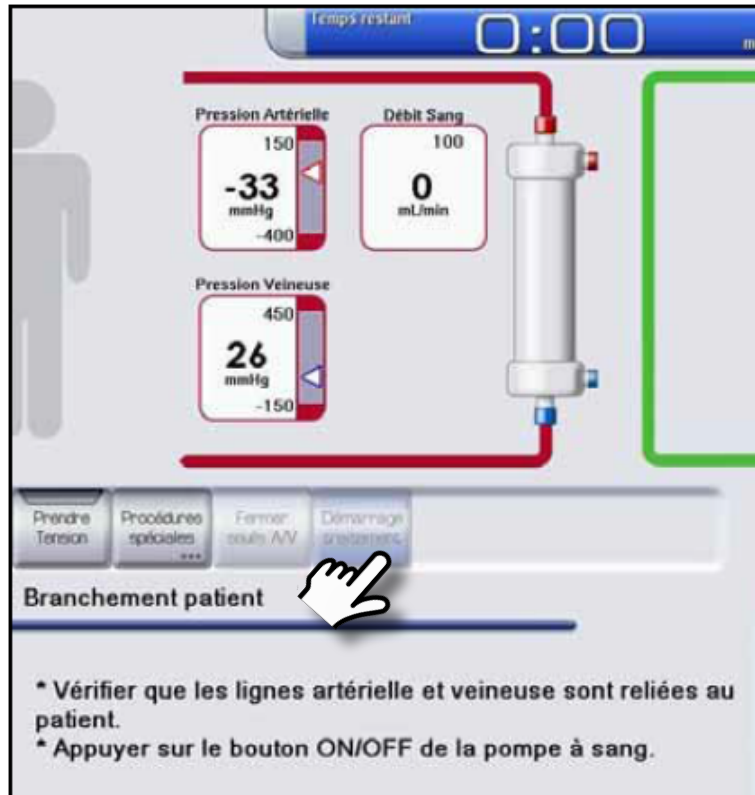 Temps restant
0:00
m
Pression Artérielle
150
-33
mmHg
-400
Débit Sang
100
0
mL/min
Pression Veineuse
450
26
mmHg
-150
Prendre
Tension
Procédures
spéciales
...
Fermer
seuils A/V
Démarrage
traitement
Branchement patient
* Vérifier que les lignes artérielle et veineuse sont reliées au
patient.
* Appuyer sur le bouton ON/OFF de la pompe à sang.